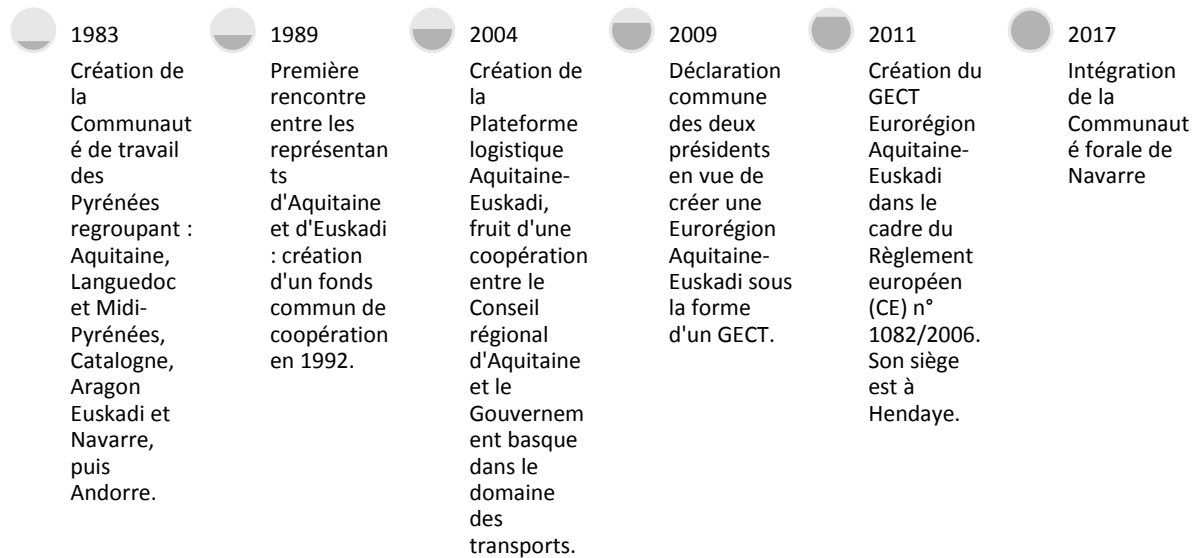 1983
Création de
la
Communaut
é de travail
des
Pyrénées
regroupant :
Aquitaine,
Languedoc
et Midi-
Pyrénées,
Catalogne,
Aragon
Euskadi et
Navarre,
puis
Andorre.
1989
Première
rencontre
entre les
représentan
ts
d'Aquitaine
et d'Euskadi
: création
d'un fonds
commun de
coopération
en 1992.
2004
Création de
la
Plateforme
logistique
Aquitaine-
Euskadi,
fruit d'une
coopération
entre le
Conseil
régional
d'Aquitaine
et le
Gouvernem
ent basque
dans le
domaine
des
transports.
2009
Déclaration
commune
des deux
présidents
en vue de
créer une
Eurorégion
Aquitaine-
Euskadi sous
la forme
d'un GECT.
2011
Création du
GECT
Eurorégion
Aquitaine-
Euskadi
dans le
cadre du
Règlement
européen
(CE) n°
1082/2006.
Son siège
est à
Hendaye.
2017
Intégration
de la
Communaut
é forale de
Navarre